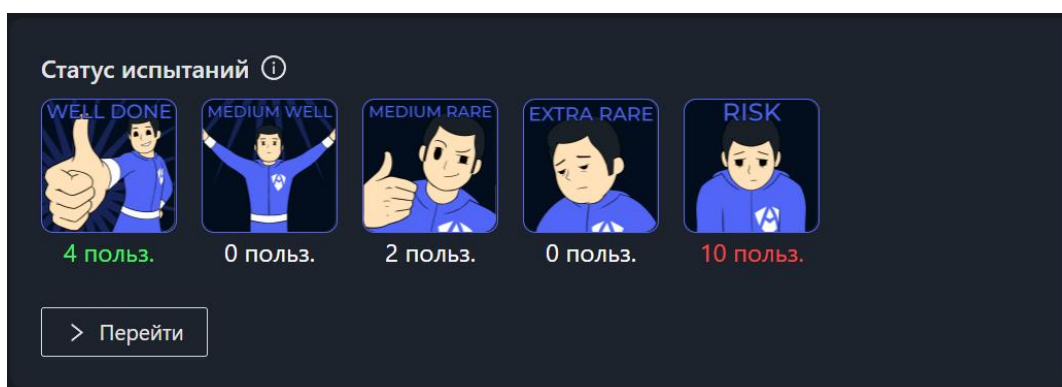 Статус испытаний
WELL DONE
MEDIUM WELL
MEDIUM RARE
EXTRA RARE
RISK
4 польз.
0 польз.
2 польз.
0 польз.
10 польз.
> Перейти